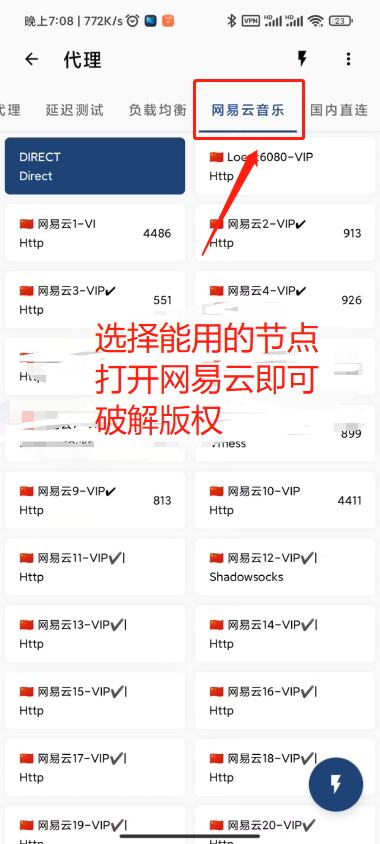 晚上7:08 | 772K/s
VPN HD HD 23
代理
代理 延迟测试 负载均衡 网易云音乐 国内直连
DIRECT
Direct
Local6080-VIP
Http
网易云1-VI
Http
4486
网易云2-VIP✔
Http
913
网易云3-VIP✔
Http
551
网易云4-VIP✔
926
选择能用的节点
打开网易云即可
破解版权
899
网易云9-VIP✔
Http
813
网易云10-VIP
Http
4411
网易云11-VIP✔|
Http
网易云12-VIP✔|
Shadowsocks
网易云13-VIP✔|
Http
网易云14-VIP✔|
Http
网易云15-VIP✔|
Http
网易云16-VIP✔|
Http
网易云17-VIP✔|
Http
网易云18-VIP✔|
Http
网易云19-VIP✔|
Http
网易云20-VIP✔
Http